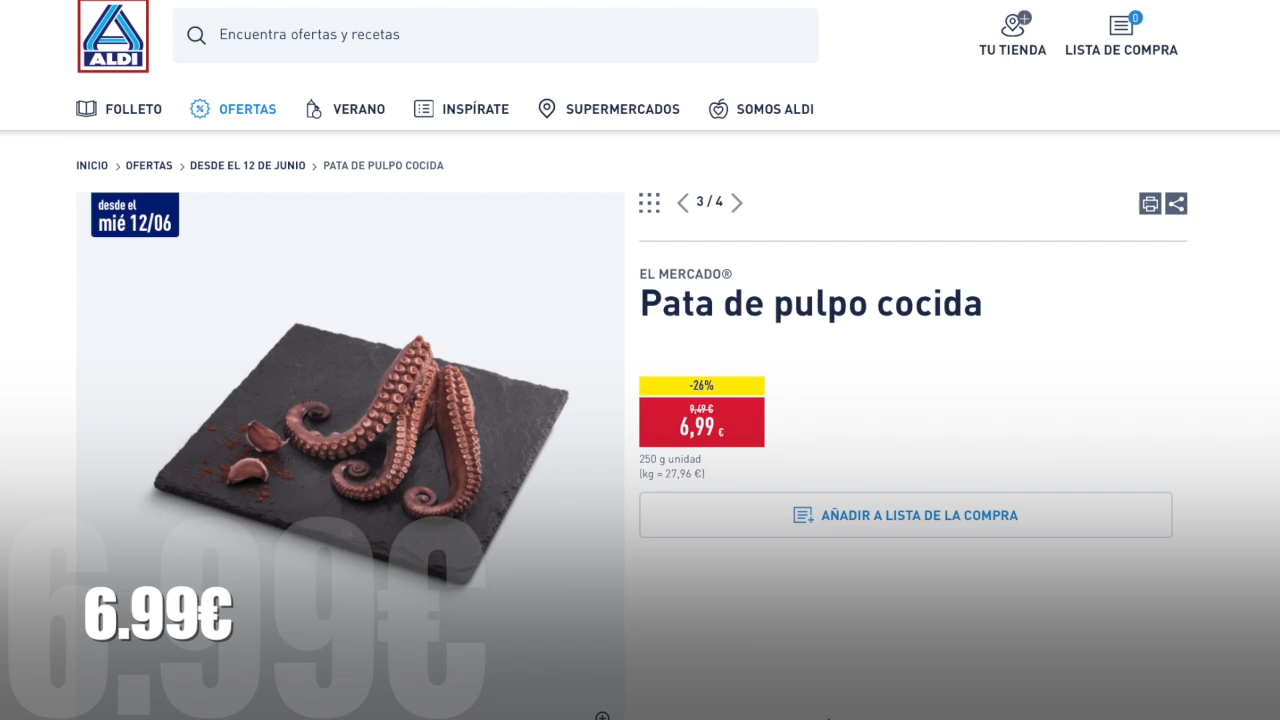 ALDI
Encuentra ofertas y recetas
0
TU TIENDA
LISTA DE COMPRA
FOLLETO
OFERTAS
VERANO
INSPÍRATE
SUPERMERCADOS
SOMOS ALDI
INICIO > OFERTAS > DESDE EL 12 DE JUNIO > PATA DE PULPO COCIDA
desde el
mié 12/06
3 / 4
EL MERCADO®
Pata de pulpo cocida
-26%
9,49 €
6,99 €
250 g unidad
(kg = 27,96 €)
AÑADIR A LISTA DE LA COMPRA
6.99€
6.99€